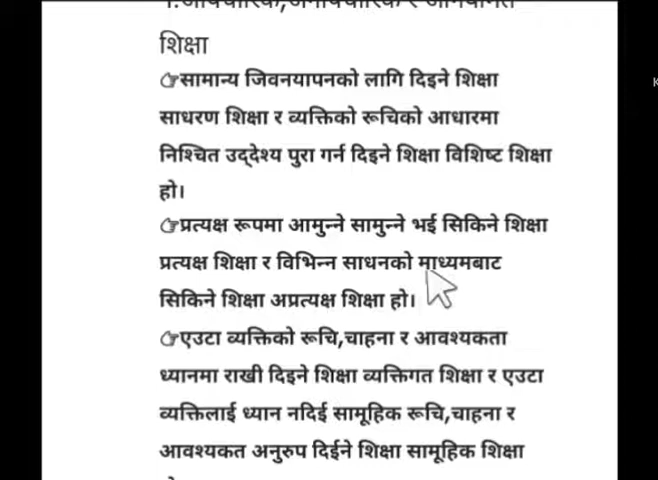 शिक्षा
👉सामान्य जिवनयापनको लागि दिइने शिक्षा
साधरण शिक्षा र व्यक्तिको रूचिको आधारमा
निश्चित उद्देश्य पुरा गर्न दिइने शिक्षा विशिष्ट शिक्षा
हो।
👉प्रत्यक्ष रूपमा आमुन्ने सामुन्ने भई सिकिने शिक्षा
प्रत्यक्ष शिक्षा र विभिन्न साधनको माध्यमबाट
सिकिने शिक्षा अप्रत्यक्ष शिक्षा हो।
👉एउटा व्यक्तिको रूचि,चाहना र आवश्यकता
ध्यानमा राखी दिइने शिक्षा व्यक्तिगत शिक्षा र एउटा
व्यक्तिलाई ध्यान नदिई सामूहिक रूचि,चाहना र
आवश्यकत अनुरुप दिईने शिक्षा सामूहिक शिक्षा